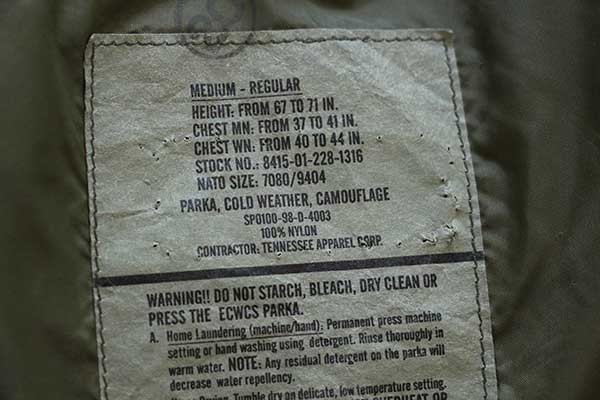 MEDIUM - REGULAR
HEIGHT: FROM 67 TO 71 IN.
CHEST MN: FROM 37 TO 41 IN.
CHEST WN: FROM 40 TO 44 IN.
STOCK NO.: 8415-01-228-1316
NATO SIZE: 7080/9404
PARKA, COLD WEATHER, CAMOUFLAGE
SPO100-98-D-4003
100% NYLON
CONTRACTOR: TENNESSEE APPAREL CORP.
WARNING!! DO NOT STARCH, BLEACH, DRY CLEAN OR
PRESS THE ECWCS PARKA.
A. Home Laundering (machine/hand): Permanent press machine
setting or hand washing using detergent. Rinse thoroughly in
warm water. NOTE: Any residual detergent on the parka will
decrease water repellency.
Drying. Tumble dry on delicate, low temperature setting.
OVERHEAT OR